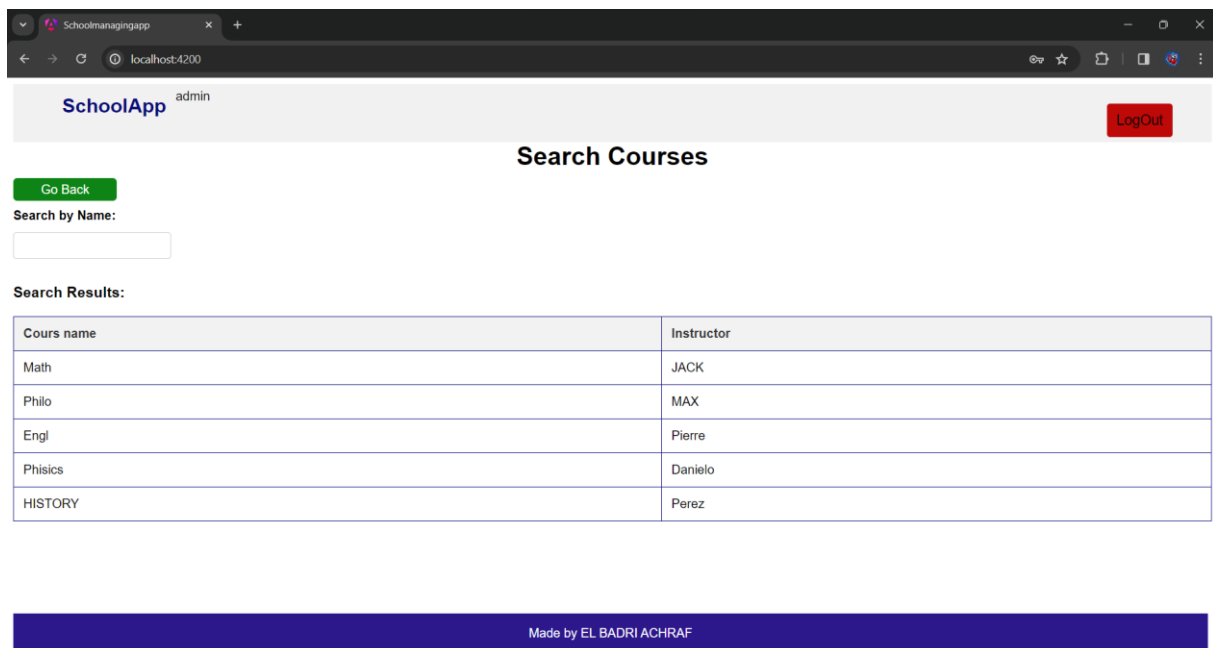 Schoolmanagingapp
localhost:4200
SchoolApp admin
LogOut
Search Courses
Go Back
Search by Name:
Search Results:
Cours name Instructor
Math JACK
Philo MAX
Engl Pierre
Phisics Danielo
HISTORY Perez
Made by EL BADRI ACHRAF